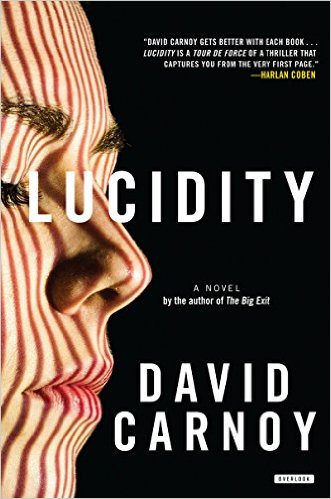 "DAVID CARNOY GETS BETTER WITH EACH BOOK . . .
LUCIDITY IS A TOUR DE FORCE OF A THRILLER THAT
CAPTURES YOU FROM THE VERY FIRST PAGE."
—HARLAN COBEN
LUCIDITY
A NOVEL
by the author of The Big Exit
DAVID
CARNOY
OVERLOOK